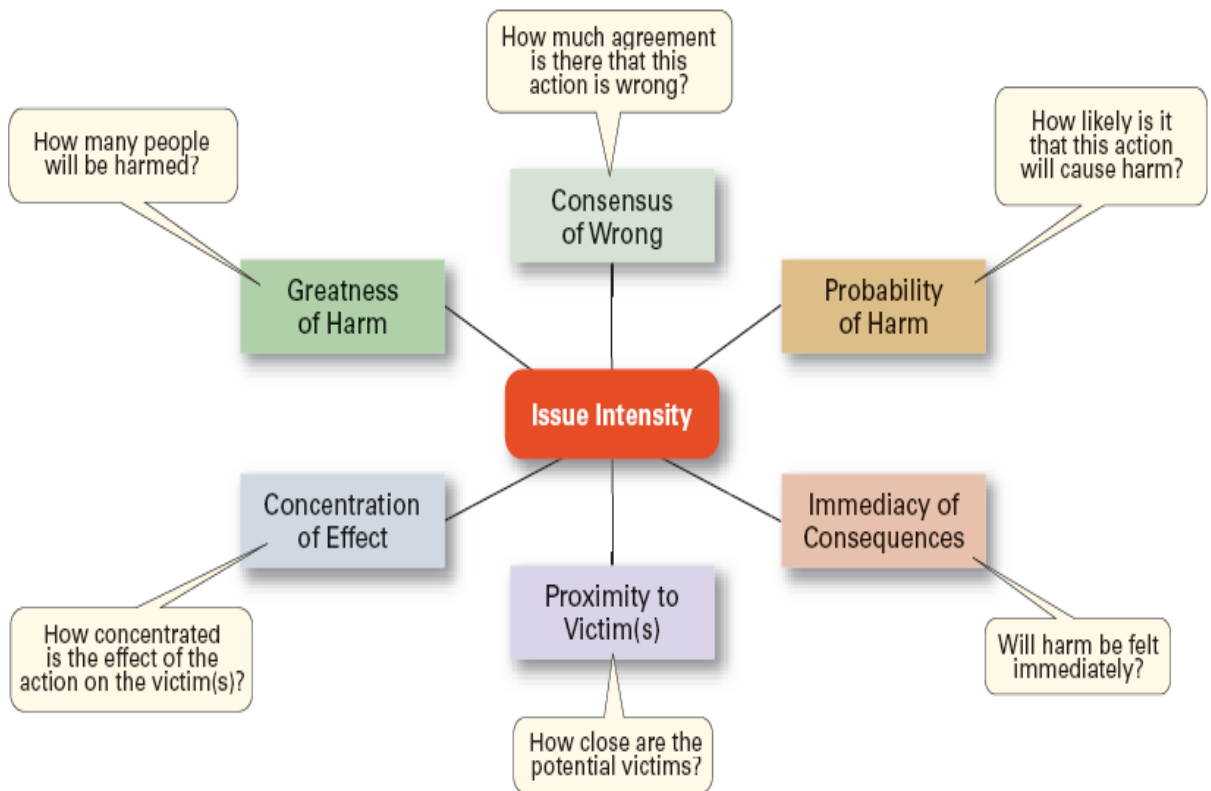 How much agreement
is there that this
action is wrong?
How many people
will be harmed?
How likely is it
that this action
will cause harm?
Consensus
of Wrong
Greatness
of Harm
Probability
of Harm
Issue Intensity
Concentration
of Effect
Immediacy of
Consequences
Proximity to
Victim(s)
How concentrated
is the effect of the
action on the victim(s)?
Will harm be felt
immediately?
How close are the
potential victims?